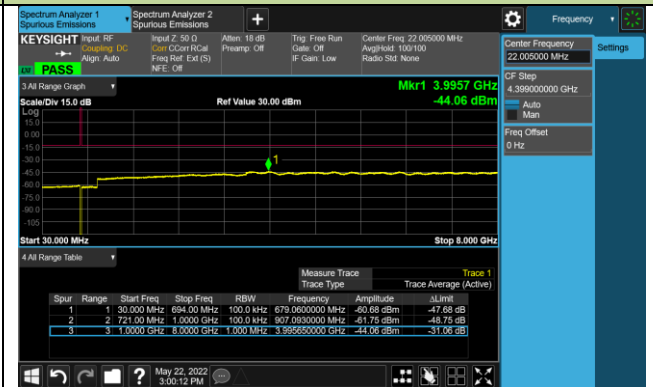 Spectrum Analyzer 1
Spurious Emissions
Spectrum Analyzer 2
Spurious Emissions
+
Frequency
KEYSIGHT
Input: RF
Coupling: DC
Align: Auto
Input Z: 50 Ω
Corr CCorr RCal
Freq Ref: Ext (S)
NFE: Off
Atten: 18 dB
Preamp: Off
Trig: Free Run
Gate: Off
IF Gain: Low
Center Freq: 22.005000 MHz
Avg|Hold: 100/100
Radio Std: None
PASS
Center Frequency
22.005000 MHz
Settings
CF Step
4.399000000 GHz
Auto
Man
Freq Offset
0 Hz
3 All Range Graph
Mkr1 3.9957 GHz
Scale/Div 15.0 dB
Ref Value 30.00 dBm
-44.06 dBm
Log
15.0
0.00
-15.0
-30.0
-45.0
-60.0
-75.0
-90.0
-105
1
Start 30.000 MHz
Stop 8.000 GHz
4 All Range Table
Measure Trace Trace 1
Trace Type Trace Average (Active)
Spur Range Start Freq Stop Freq RBW Frequency Amplitude ΔLimit
1 1 30.000 MHz 694.00 MHz 100.0 kHz 679.0600000 MHz -60.68 dBm -47.68 dB
2 2 721.00 MHz 1.0000 GHz 100.0 kHz 907.0930000 MHz -61.75 dBm -48.75 dB
3 3 1.0000 GHz 8.0000 GHz 1.000 MHz 3.995650000 GHz -44.06 dBm -31.06 dB
?
May 22, 2022
3:00:12 PM